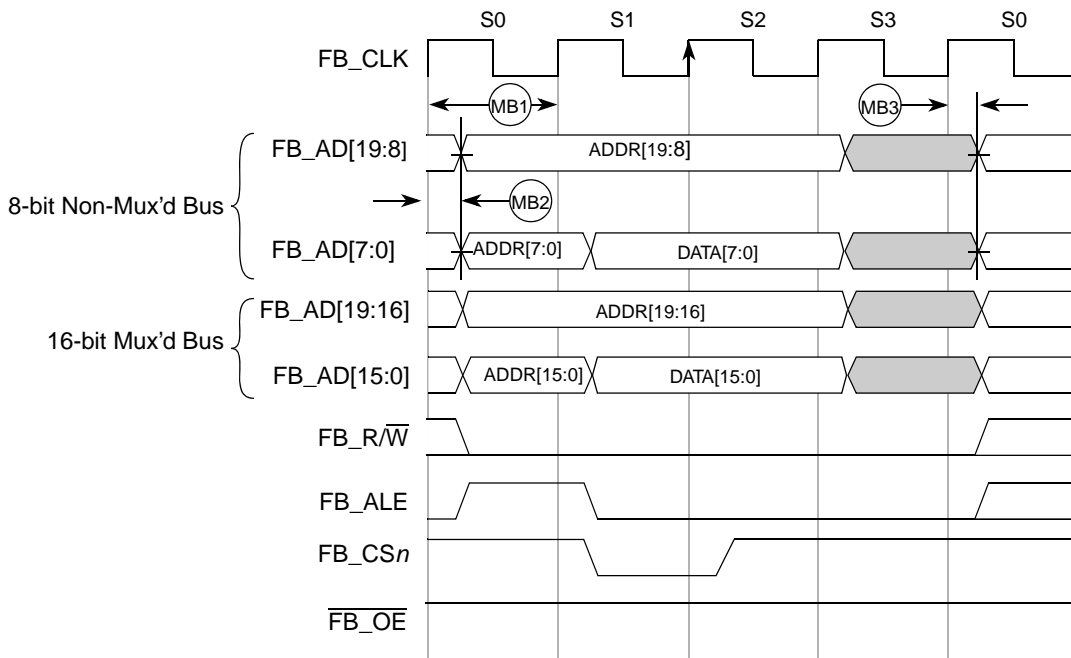 S0 S1 S2 S3 S0
FB_CLK
MB1 MB3
FB_AD[19:8] ADDR[19:8]
8-bit Non-Mux’d Bus
MB2
FB_AD[7:0] ADDR[7:0] DATA[7:0]
FB_AD[19:16] ADDR[19:16]
16-bit Mux’d Bus
FB_AD[15:0] ADDR[15:0] DATA[15:0]
FB_R/W̅
FB_ALE
FB_CSn
F̅B̅_̅O̅E̅